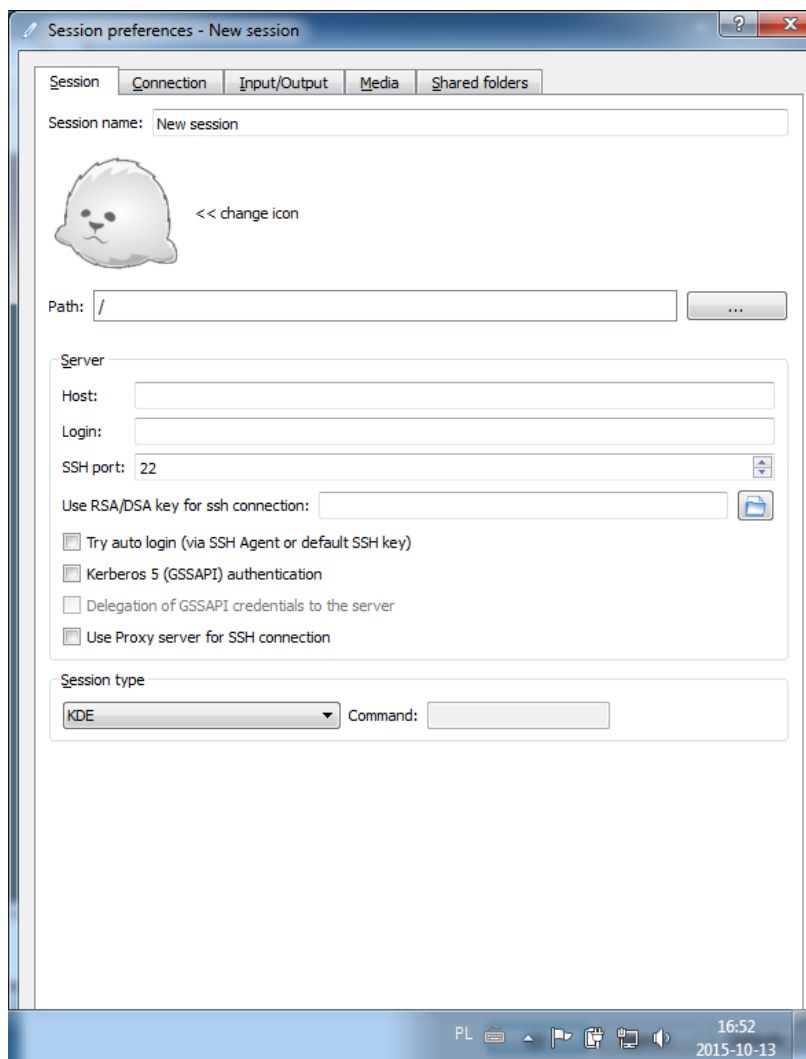 Session preferences - New session
?
X
Session Connection Input/Output Media Shared folders
Session name: New session
<< change icon
Path: / ...
Server
Host:
Login:
SSH port: 22
Use RSA/DSA key for ssh connection:
Try auto login (via SSH Agent or default SSH key)
Kerberos 5 (GSSAPI) authentication
Delegation of GSSAPI credentials to the server
Use Proxy server for SSH connection
Session type
KDE Command:
PL 16:52
2015-10-13